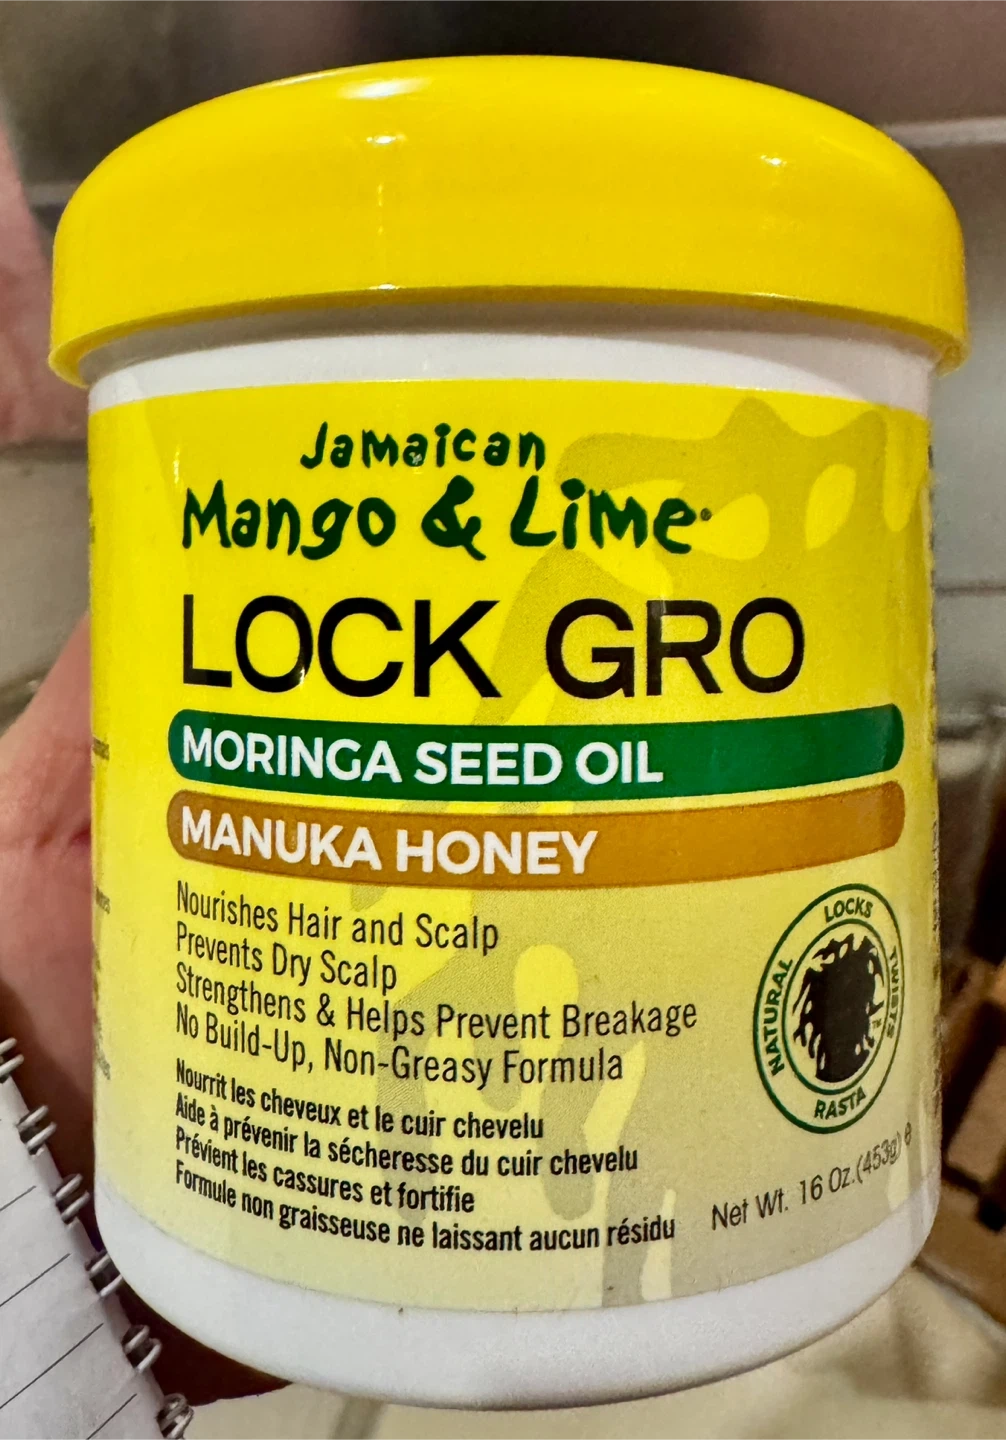 Jamaican
Mango & Lime
LOCK GRO
MORINGA SEED OIL
MANUKA HONEY
Nourishes Hair and Scalp
Prevents Dry Scalp
Strengthens & Helps Prevent Breakage
No Build-Up, Non-Greasy Formula
Nourrit les cheveux et le cuir chevelu
Aide à prévenir la sécheresse du cuir chevelu
Prévient les cassures et fortifie
Formule non graisseuse ne laissant aucun résidu
NATURAL
LOCKS
TWISTS
RASTA
Net Wt. 16 Oz.(453g) e